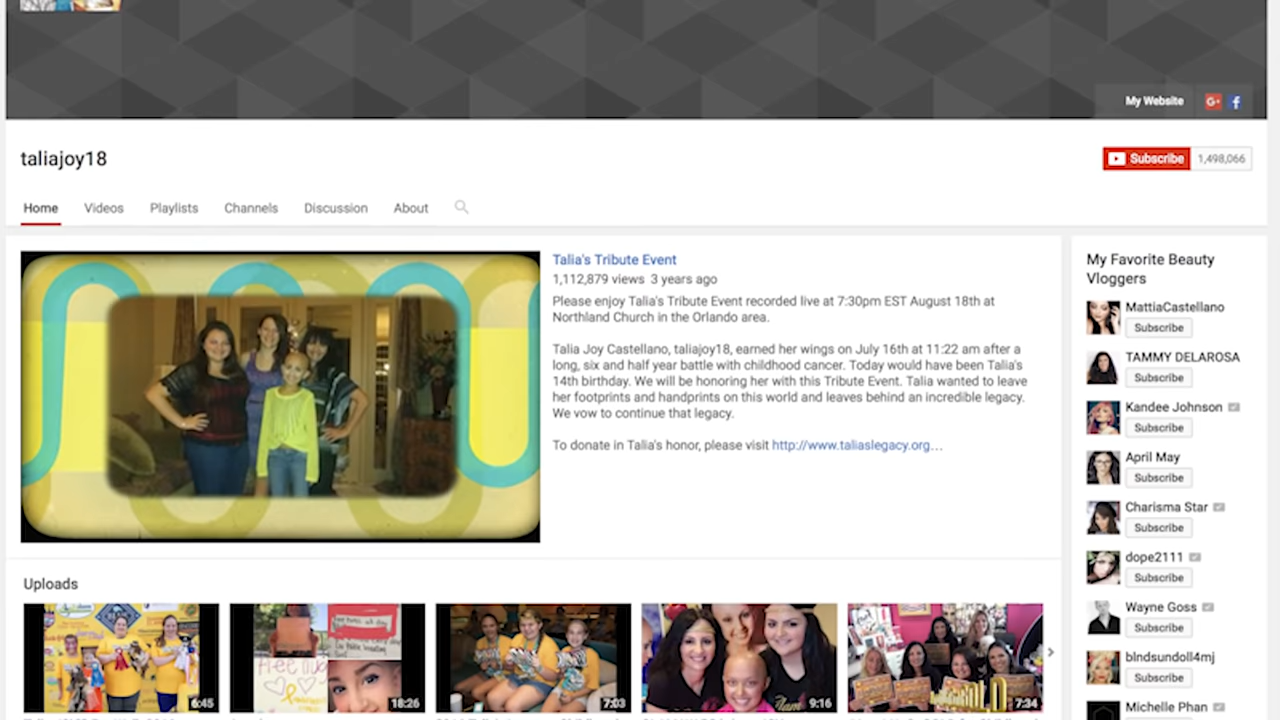 My Website
taliajoy18
Subscribe 1,498,066
Home Videos Playlists Channels Discussion About
Talia's Tribute Event
1,112,879 views 3 years ago
Please enjoy Talia's Tribute Event recorded live at 7:30pm EST August 18th at
Northland Church in the Orlando area.
Talia Joy Castellano, taliajoy18, earned her wings on July 16th at 11:22 am after a
long, six and half year battle with childhood cancer. Today would have been Talia's
14th birthday. We will be honoring her with this Tribute Event. Talia wanted to leave
her footprints and handprints on this world and leaves behind an incredible legacy.
We vow to continue that legacy.
To donate in Talia's honor, please visit http://www.taliaslegacy.org...
Uploads
6:45
18:26
7:03
9:16
7:34
My Favorite Beauty
Vloggers
MattiaCastellano
Subscribe
TAMMY DELAROSA
Subscribe
Kandee Johnson
Subscribe
April May
Subscribe
Charisma Star
Subscribe
dope2111
Subscribe
Wayne Goss
Subscribe
blndsundoll4mj
Subscribe
Michelle Phan